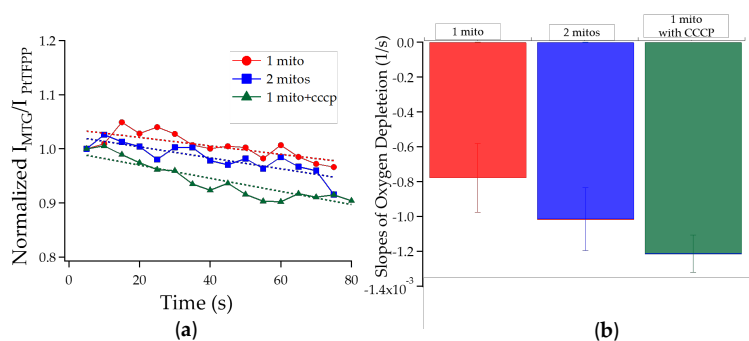 1.2
1.1
1.0
0.9
0.8
0
20
40
60
80
Normalized I_MTG/I_PtTFPP
Time (s)
1 mito
2 mitos
1 mito+cccp
(a)
1 mito
2 mitos
1 mito
with CCCP
0.0
-0.2
-0.4
-0.6
-0.8
-1.0
-1.2
-1.4x10⁻³
Slopes of Oxygen Depleteion (1/s)
(b)